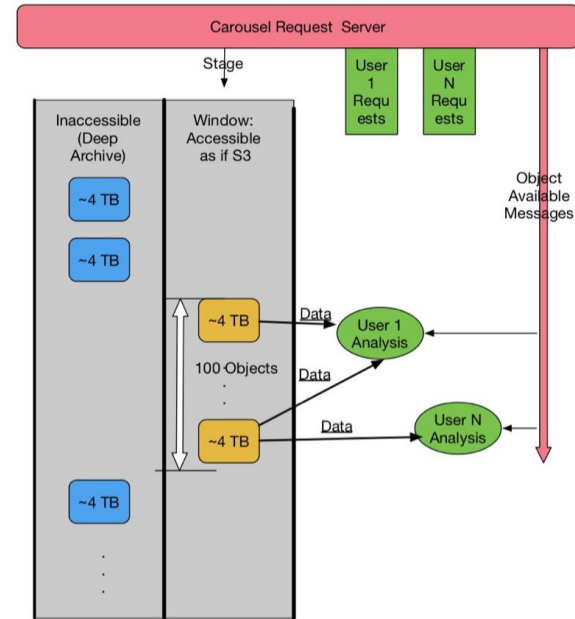 Carousel Request Server
Stage
User
1
Requ
ests
User
N
Requ
ests
Inaccessible
(Deep
Archive)
Window:
Accessible
as if S3
~4 TB
~4 TB
Object
Available
Messages
~4 TB
Data
User 1
Analysis
100 Objects
Data
.
.
~4 TB
Data
User N
Analysis
~4 TB
.
.
.